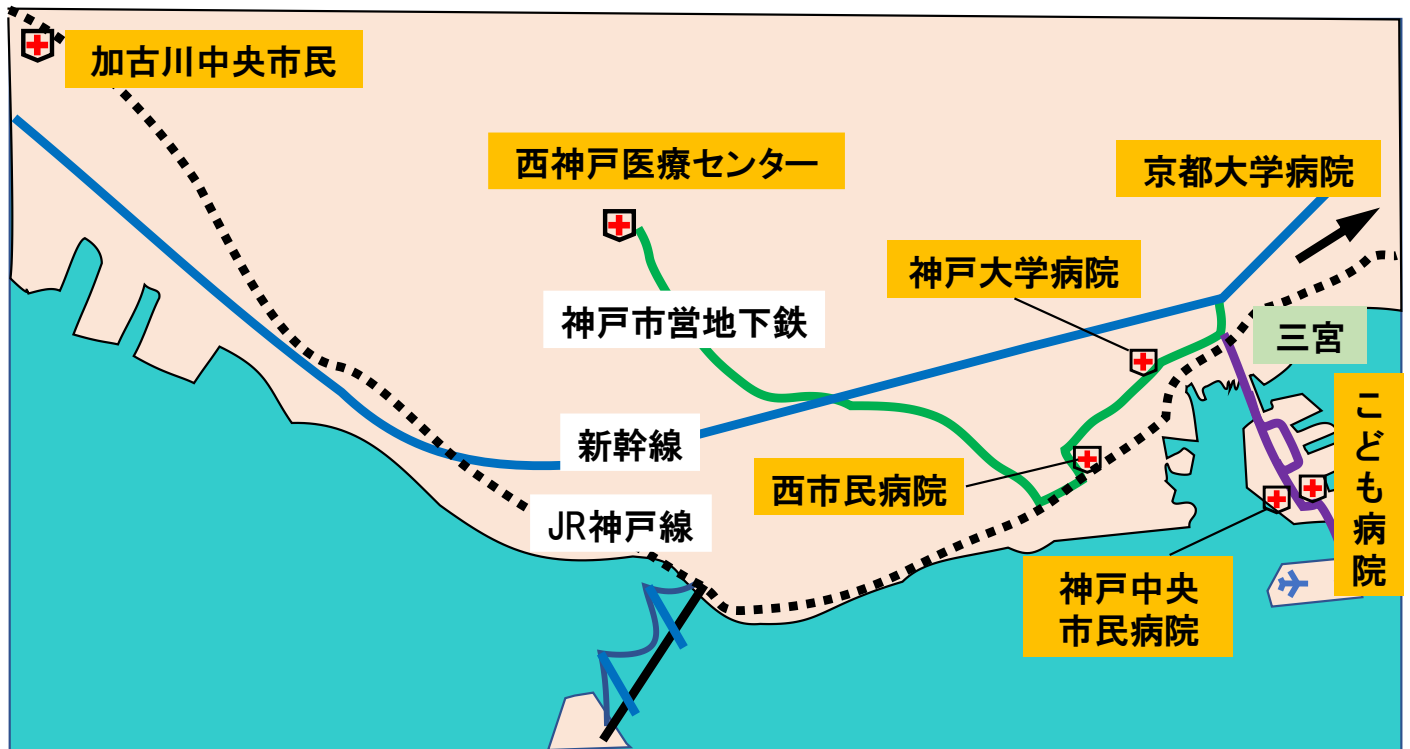 加古川中央市民
西神戸医療センター
京都大学病院
神戸大学病院
神戸市営地下鉄
三宮
こども病院
新幹線
西市民病院
JR神戸線
神戸中央
市民病院